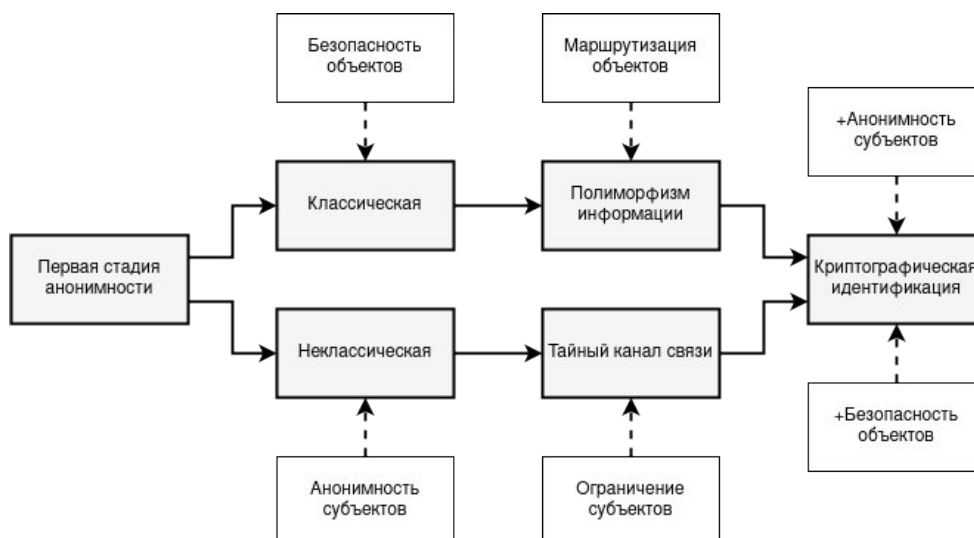 Безопасность
объектов
Маршрутизация
объектов
+Анонимность
субъектов
Классическая
Полиморфизм
информации
Первая стадия
анонимности
Криптографическая
идентификация
Неклассическая
Тайный канал связи
+Безопасность
объектов
Анонимность
субъектов
Ограничение
субъектов